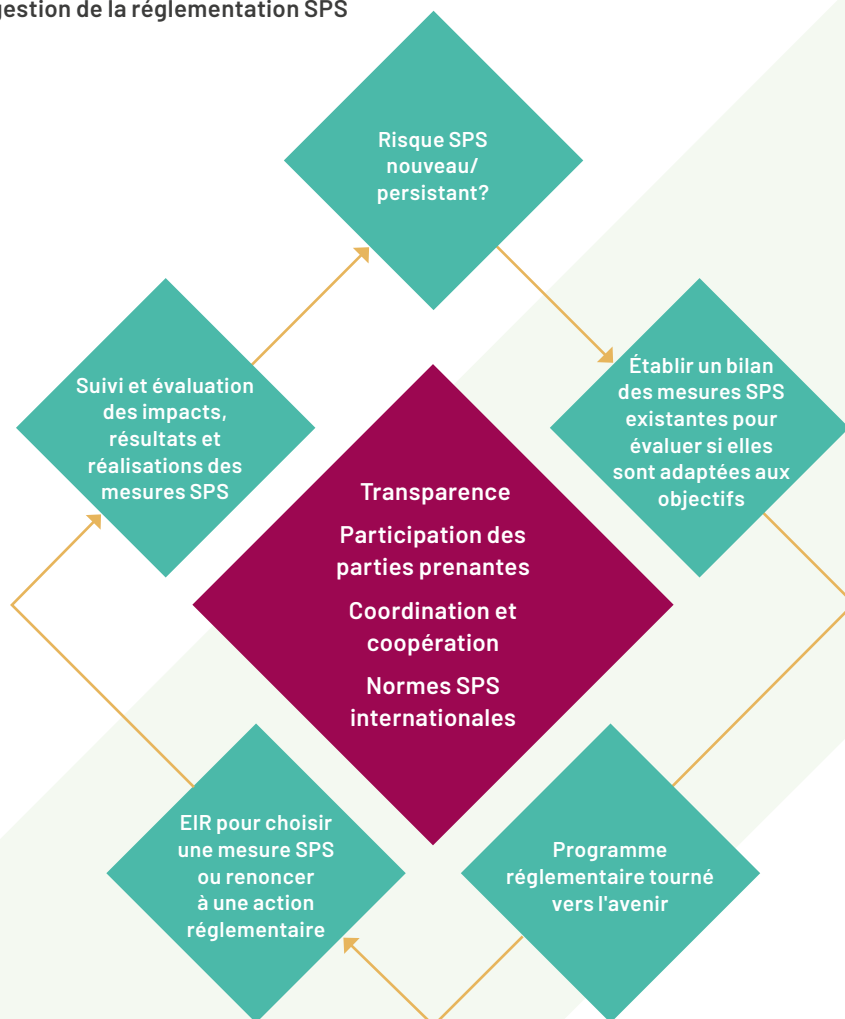 gestion de la réglementation SPS
Risque SPS
nouveau/
persistant?
Établir un bilan
des mesures SPS
existantes pour
évaluer si elles
sont adaptées aux
objectifs
Suivi et évaluation
des impacts,
résultats et
réalisations des
mesures SPS
Transparence
Participation des
parties prenantes
Coordination et
coopération
Normes SPS
internationales
EIR pour choisir
une mesure SPS
ou renoncer
à une action
réglementaire
Programme
réglementaire tourné
vers l'avenir